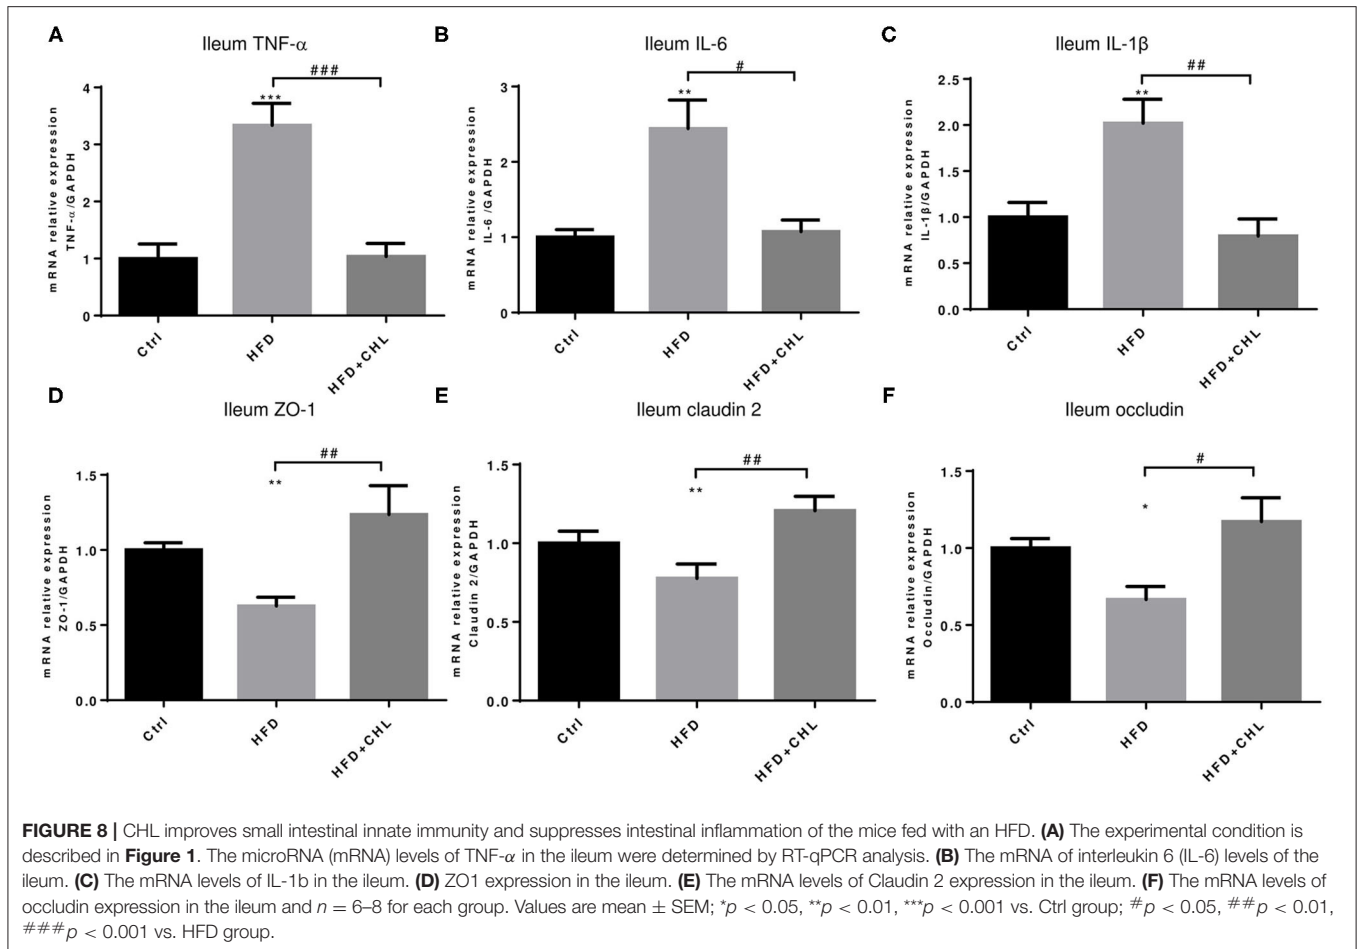 A
Ileum TNF-α
###
***
mRNA relative expression
TNF-α/GAPDH
4
3
2
1
0
Ctrl
HFD
HFD+CHL
B
Ileum IL-6
#
**
mRNA relative expression
IL-6 /GAPDH
3
2
1
0
Ctrl
HFD
HFD+CHL
C
Ileum IL-1β
##
**
mRNA relative expression
IL-1β/GAPDH
2.5
2.0
1.5
1.0
0.5
0.0
Ctrl
HFD
HFD+CHL
D
Ileum ZO-1
##
**
mRNA relative expression
ZO-1/GAPDH
1.5
1.0
0.5
0.0
Ctrl
HFD
HFD+CHL
E
Ileum claudin 2
##
**
mRNA relative expression
Claudin 2/GAPDH
1.5
1.0
0.5
0.0
Ctrl
HFD
HFD+CHL
F
Ileum occludin
#
*
mRNA relative expression
Occludin/GAPDH
1.5
1.0
0.5
0.0
Ctrl
HFD
HFD+CHL
FIGURE 8 | CHL improves small intestinal innate immunity and suppresses intestinal inflammation of the mice fed with an HFD. (A) The experimental condition is
described in Figure 1. The microRNA (mRNA) levels of TNF-α in the ileum were determined by RT-qPCR analysis. (B) The mRNA of interleukin 6 (IL-6) levels of the
ileum. (C) The mRNA levels of IL-1b in the ileum. (D) ZO1 expression in the ileum. (E) The mRNA levels of Claudin 2 expression in the ileum. (F) The mRNA levels of
occludin expression in the ileum and n = 6–8 for each group. Values are mean ± SEM; *p < 0.05, **p < 0.01, ***p < 0.001 vs. Ctrl group; #p < 0.05, ##p < 0.01,
###p < 0.001 vs. HFD group.